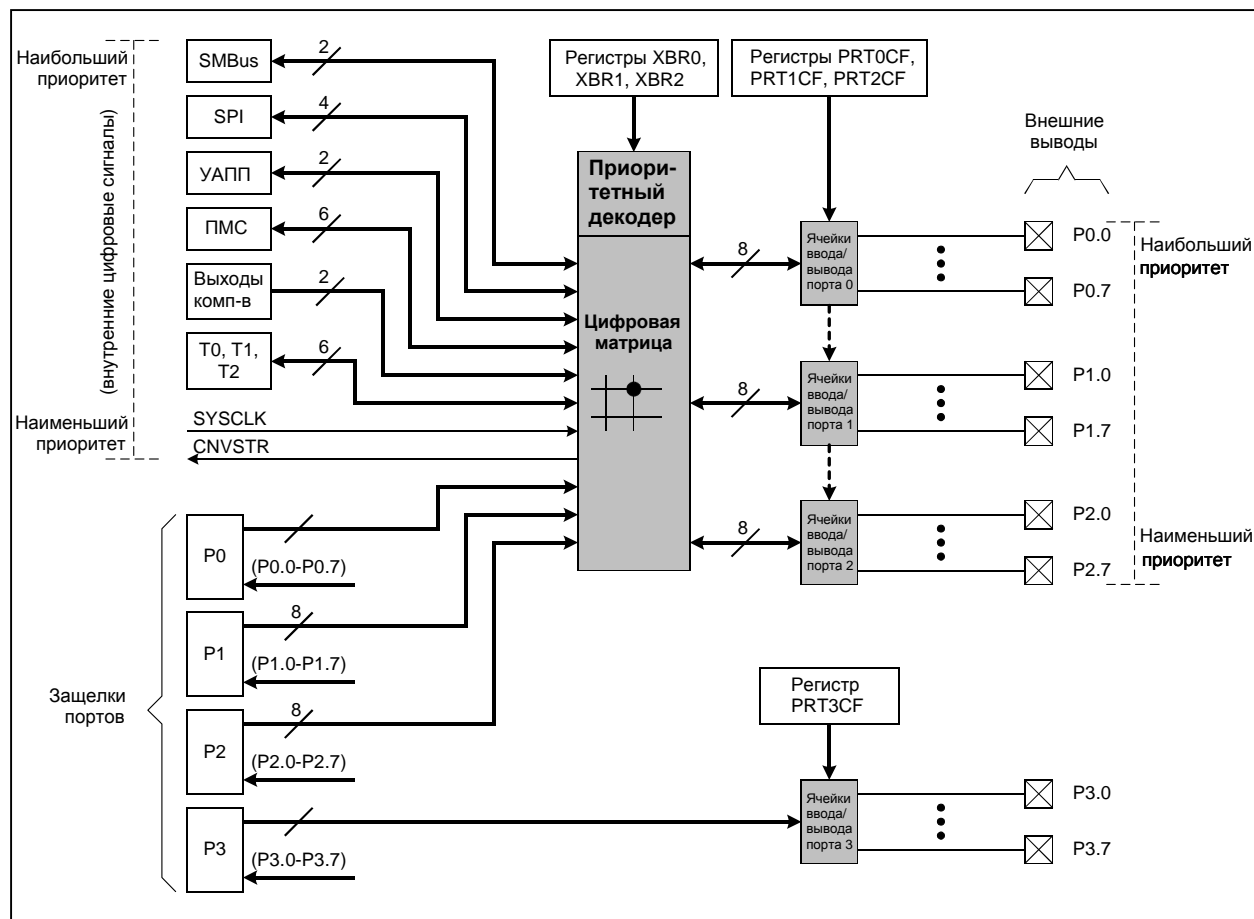 Наибольший
приоритет
(внутренние цифровые сигналы)
Наименьший
приоритет
SMBus
2
SPI
4
УАПП
2
ПМС
6
Выходы
комп-в
2
T0, T1,
T2
6
SYSCLK
CNVSTR
Регистры XBR0,
XBR1, XBR2
Регистры PRT0CF,
PRT1CF, PRT2CF
Приори-
тетный
декодер
Цифровая
матрица
8
8
8
Ячейки
ввода/
вывода
порта 0
Ячейки
ввода/
вывода
порта 1
Ячейки
ввода/
вывода
порта 2
Внешние
выводы
P0.0
P0.7
P1.0
P1.7
P2.0
P2.7
Наибольший
приоритет
Наименьший
приоритет
Защелки
портов
P0
(P0.0-P0.7)
P1
8
(P1.0-P1.7)
P2
8
(P2.0-P2.7)
P3
(P3.0-P3.7)
Регистр
PRT3CF
Ячейки
ввода/
вывода
порта 3
P3.0
P3.7